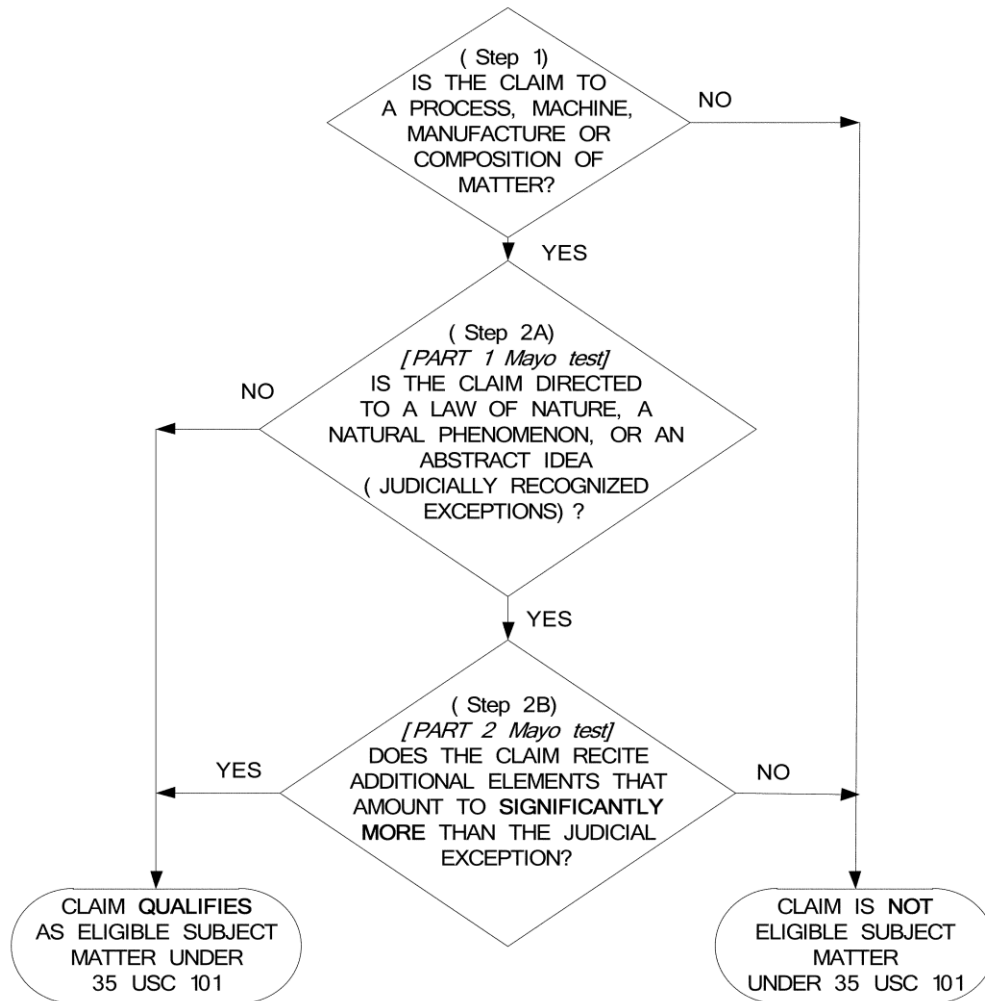 ( Step 1)
IS THE CLAIM TO
A PROCESS, MACHINE,
MANUFACTURE OR
COMPOSITION OF
MATTER?
NO
YES
( Step 2A)
[PART 1 Mayo test]
IS THE CLAIM DIRECTED
TO A LAW OF NATURE, A
NATURAL PHENOMENON, OR AN
ABSTRACT IDEA
( JUDICIALLY RECOGNIZED
EXCEPTIONS) ?
NO
YES
( Step 2B)
[PART 2 Mayo test]
DOES THE CLAIM RECITE
ADDITIONAL ELEMENTS THAT
AMOUNT TO SIGNIFICANTLY
MORE THAN THE JUDICIAL
EXCEPTION?
YES
NO
CLAIM QUALIFIES
AS ELIGIBLE SUBJECT
MATTER UNDER
35 USC 101
CLAIM IS NOT
ELIGIBLE SUBJECT
MATTER
UNDER 35 USC 101